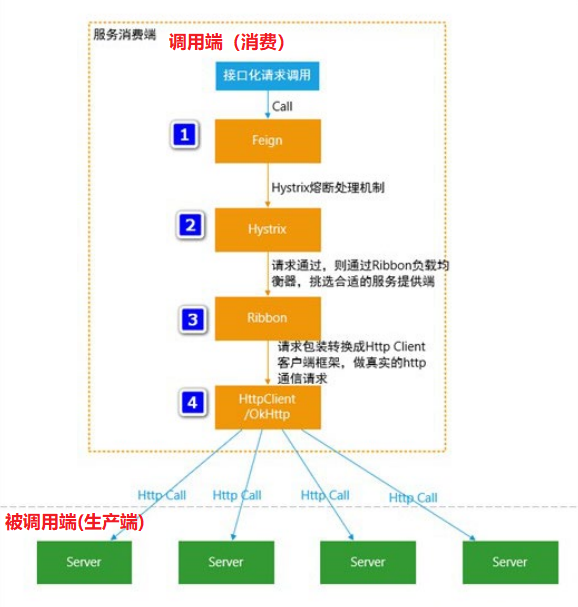 服务消费端
调用端（消费）
接口化请求调用
Call
1
Feign
Hystrix熔断处理机制
2
Hystrix
请求通过，则通过Ribbon负载均
衡器，挑选合适的服务提供端
3
Ribbon
请求包装转换成Http Client
客户端框架，做真实的http
通信请求
4
HttpClient
/OkHttp
Http Call
Http Call
Http Call
Http Call
被调用端(生产端)
Server
Server
Server
Server